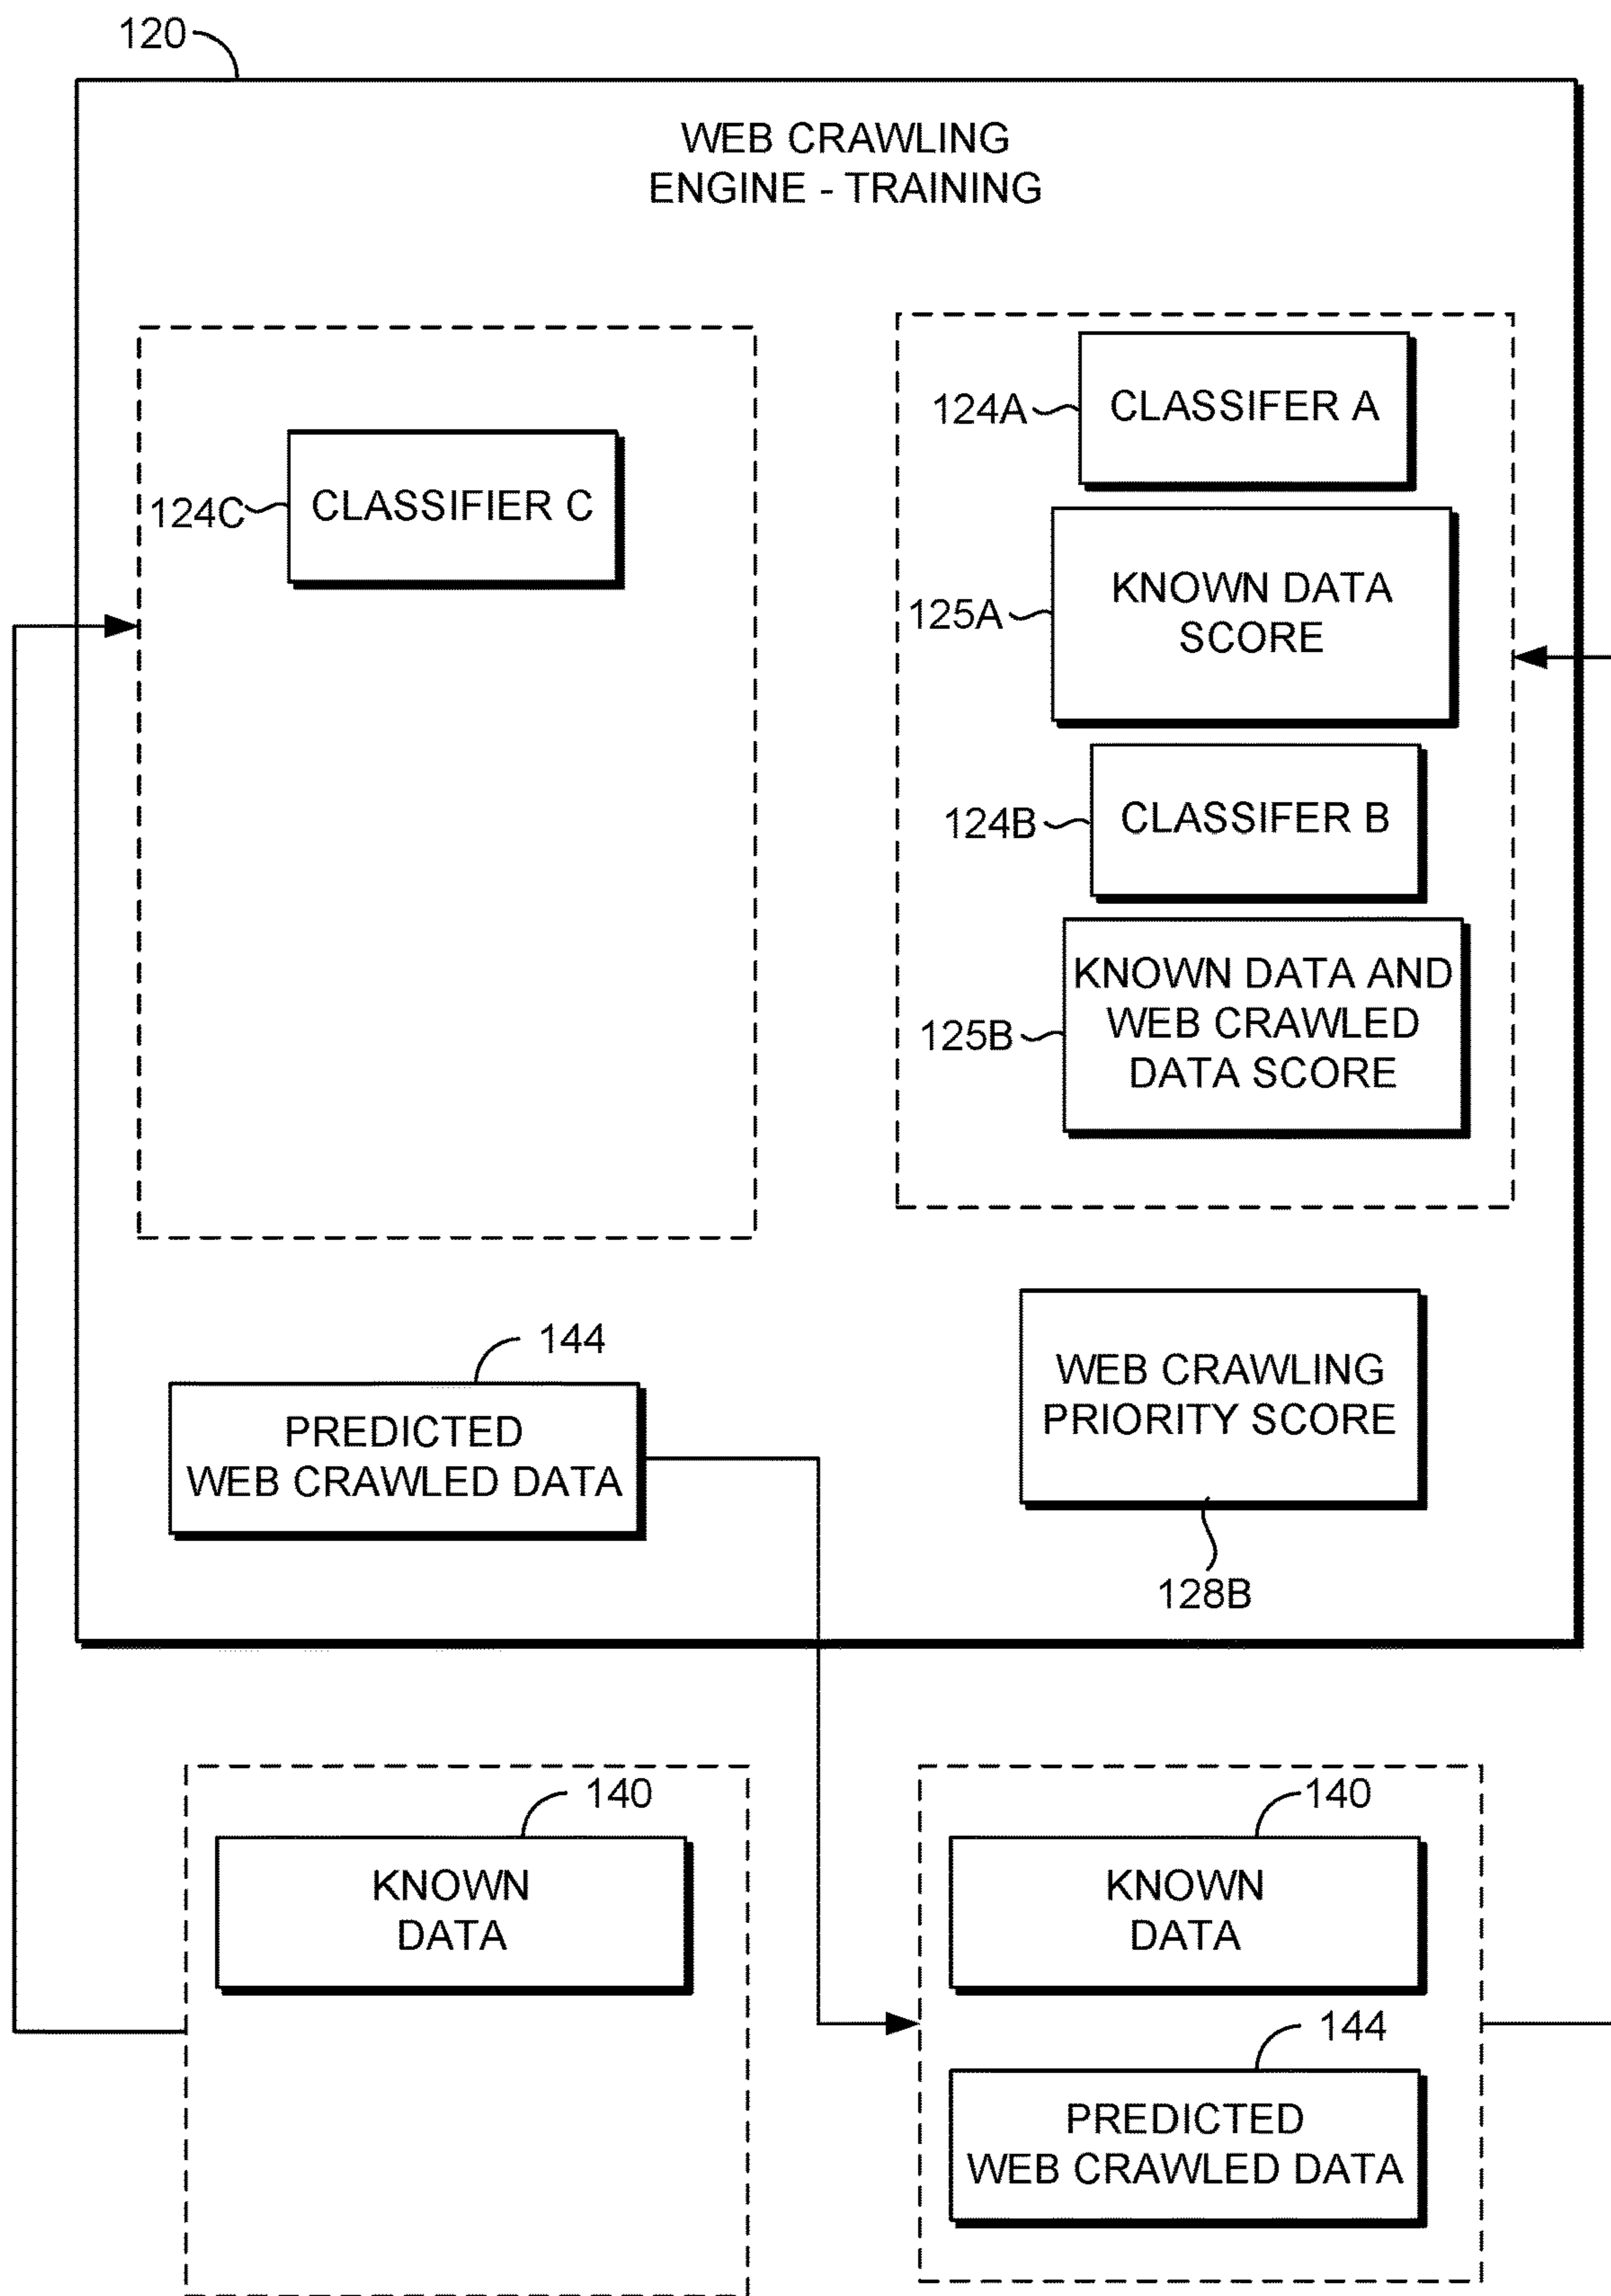 120
WEB CRAWLING
ENGINE - TRAINING
124A
CLASSIFER A
124C
CLASSIFIER C
125A
KNOWN DATA
SCORE
124B
CLASSIFER B
125B
KNOWN DATA AND
WEB CRAWLED
DATA SCORE
144
PREDICTED
WEB CRAWLED DATA
WEB CRAWLING
PRIORITY SCORE
128B
140
KNOWN
DATA
140
KNOWN
DATA
144
PREDICTED
WEB CRAWLED DATA